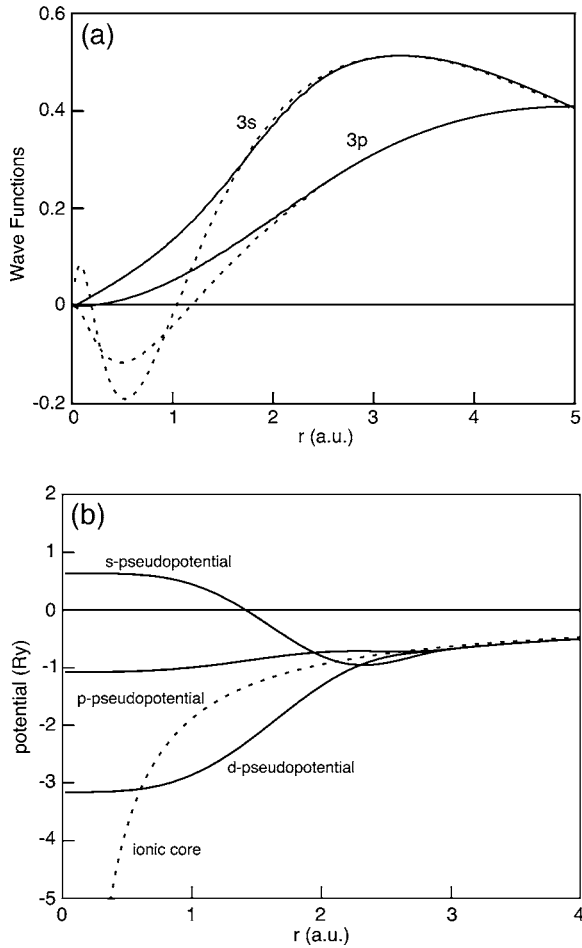 (a)
0.6
0.4
0.2
0
-0.2
Wave Functions
3s
3p
0 1 2 3 4 5
r (a.u.)
(b)
2
1
0
-1
-2
-3
-4
-5
potential (Ry)
s-pseudopotential
p-pseudopotential
d-pseudopotential
ionic core
0 1 2 3 4
r (a.u.)